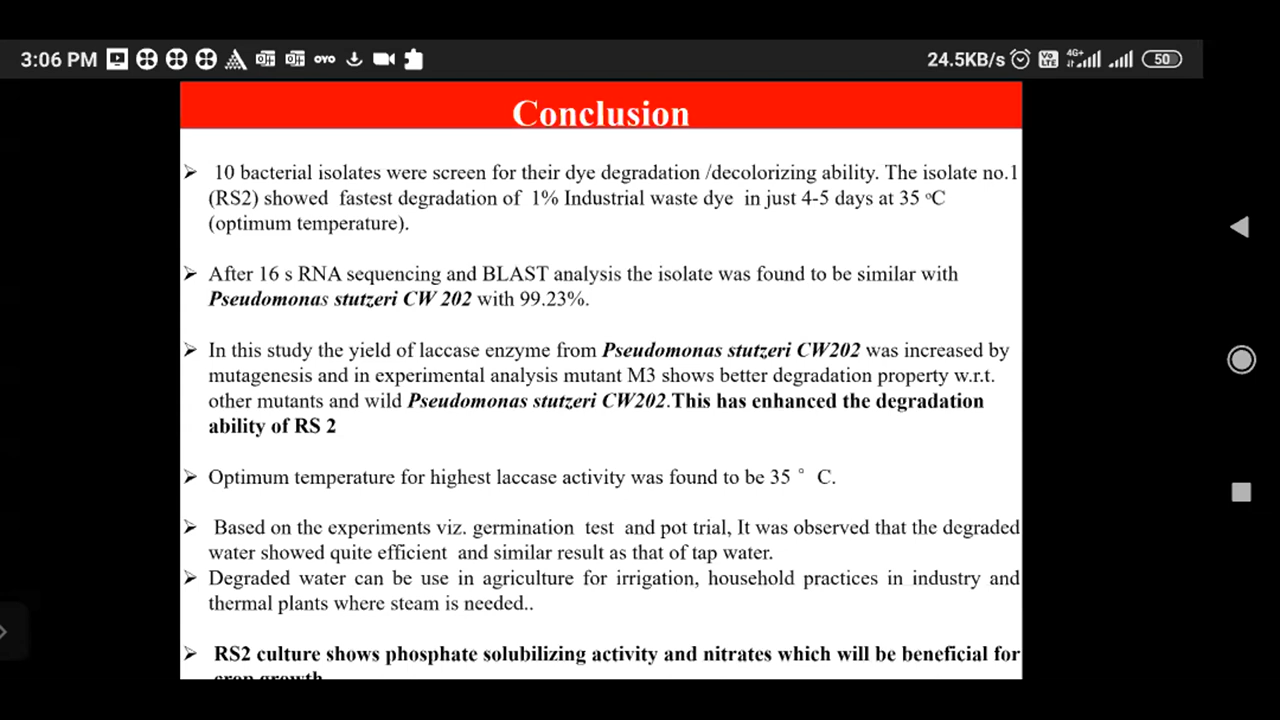 3:06 PM
24.5KB/s
4G+
50
Conclusion
➢ 10 bacterial isolates were screen for their dye degradation /decolorizing ability. The isolate no.1
(RS2) showed fastest degradation of 1% Industrial waste dye in just 4-5 days at 35 ºC
(optimum temperature).
➢ After 16 s RNA sequencing and BLAST analysis the isolate was found to be similar with
Pseudomonas stutzeri CW 202 with 99.23%.
➢ In this study the yield of laccase enzyme from Pseudomonas stutzeri CW202 was increased by
mutagenesis and in experimental analysis mutant M3 shows better degradation property w.r.t.
other mutants and wild Pseudomonas stutzeri CW202.This has enhanced the degradation
ability of RS 2
➢ Optimum temperature for highest laccase activity was found to be 35 ° C.
➢ Based on the experiments viz. germination test and pot trial, It was observed that the degraded
water showed quite efficient and similar result as that of tap water.
➢ Degraded water can be use in agriculture for irrigation, household practices in industry and
thermal plants where steam is needed..
➢ RS2 culture shows phosphate solubilizing activity and nitrates which will be beneficial for
crop growth